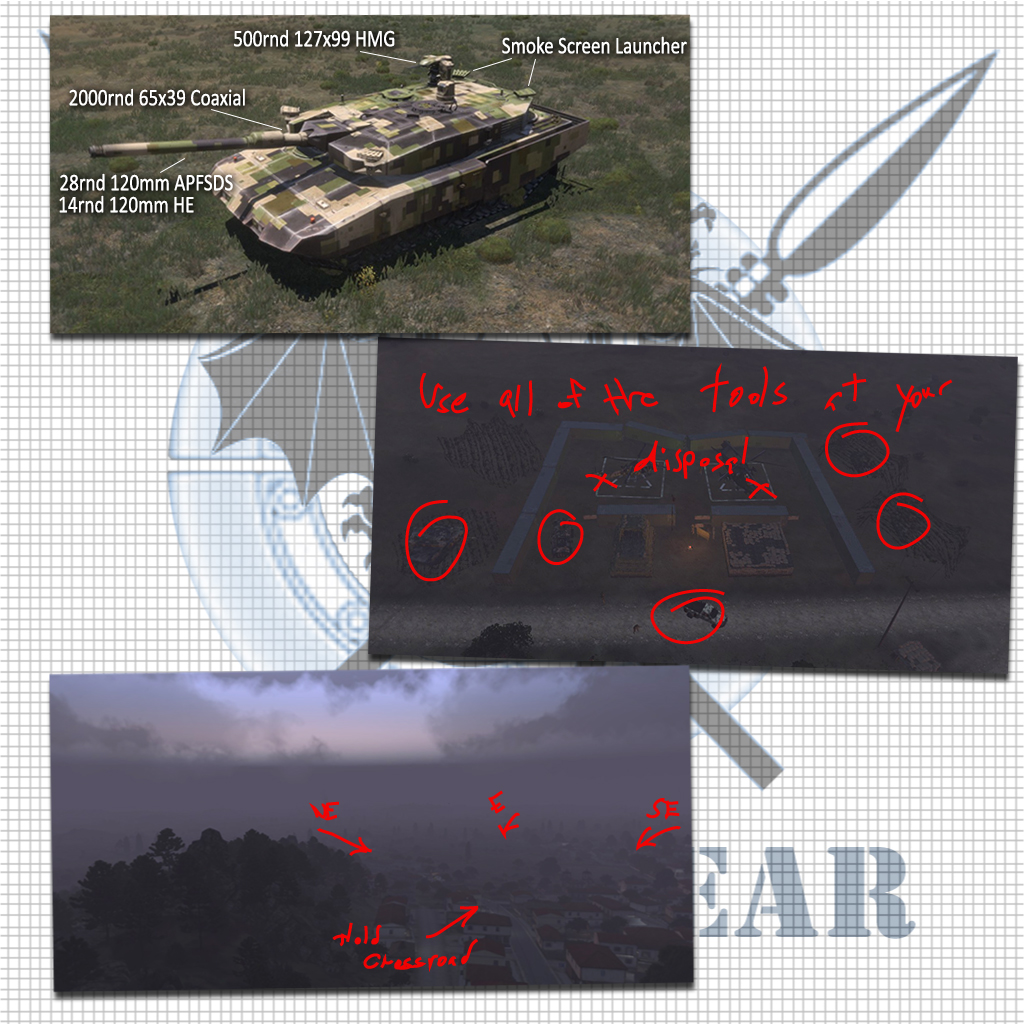 500rnd 127x99 HMG
Smoke Screen Launcher
2000rnd 65x39 Coaxial
28rnd 120mm APFSDS
14rnd 120mm HE
Use all of the tools at your
disposal
NE
E
SE
Hold
Crossroad
EAR